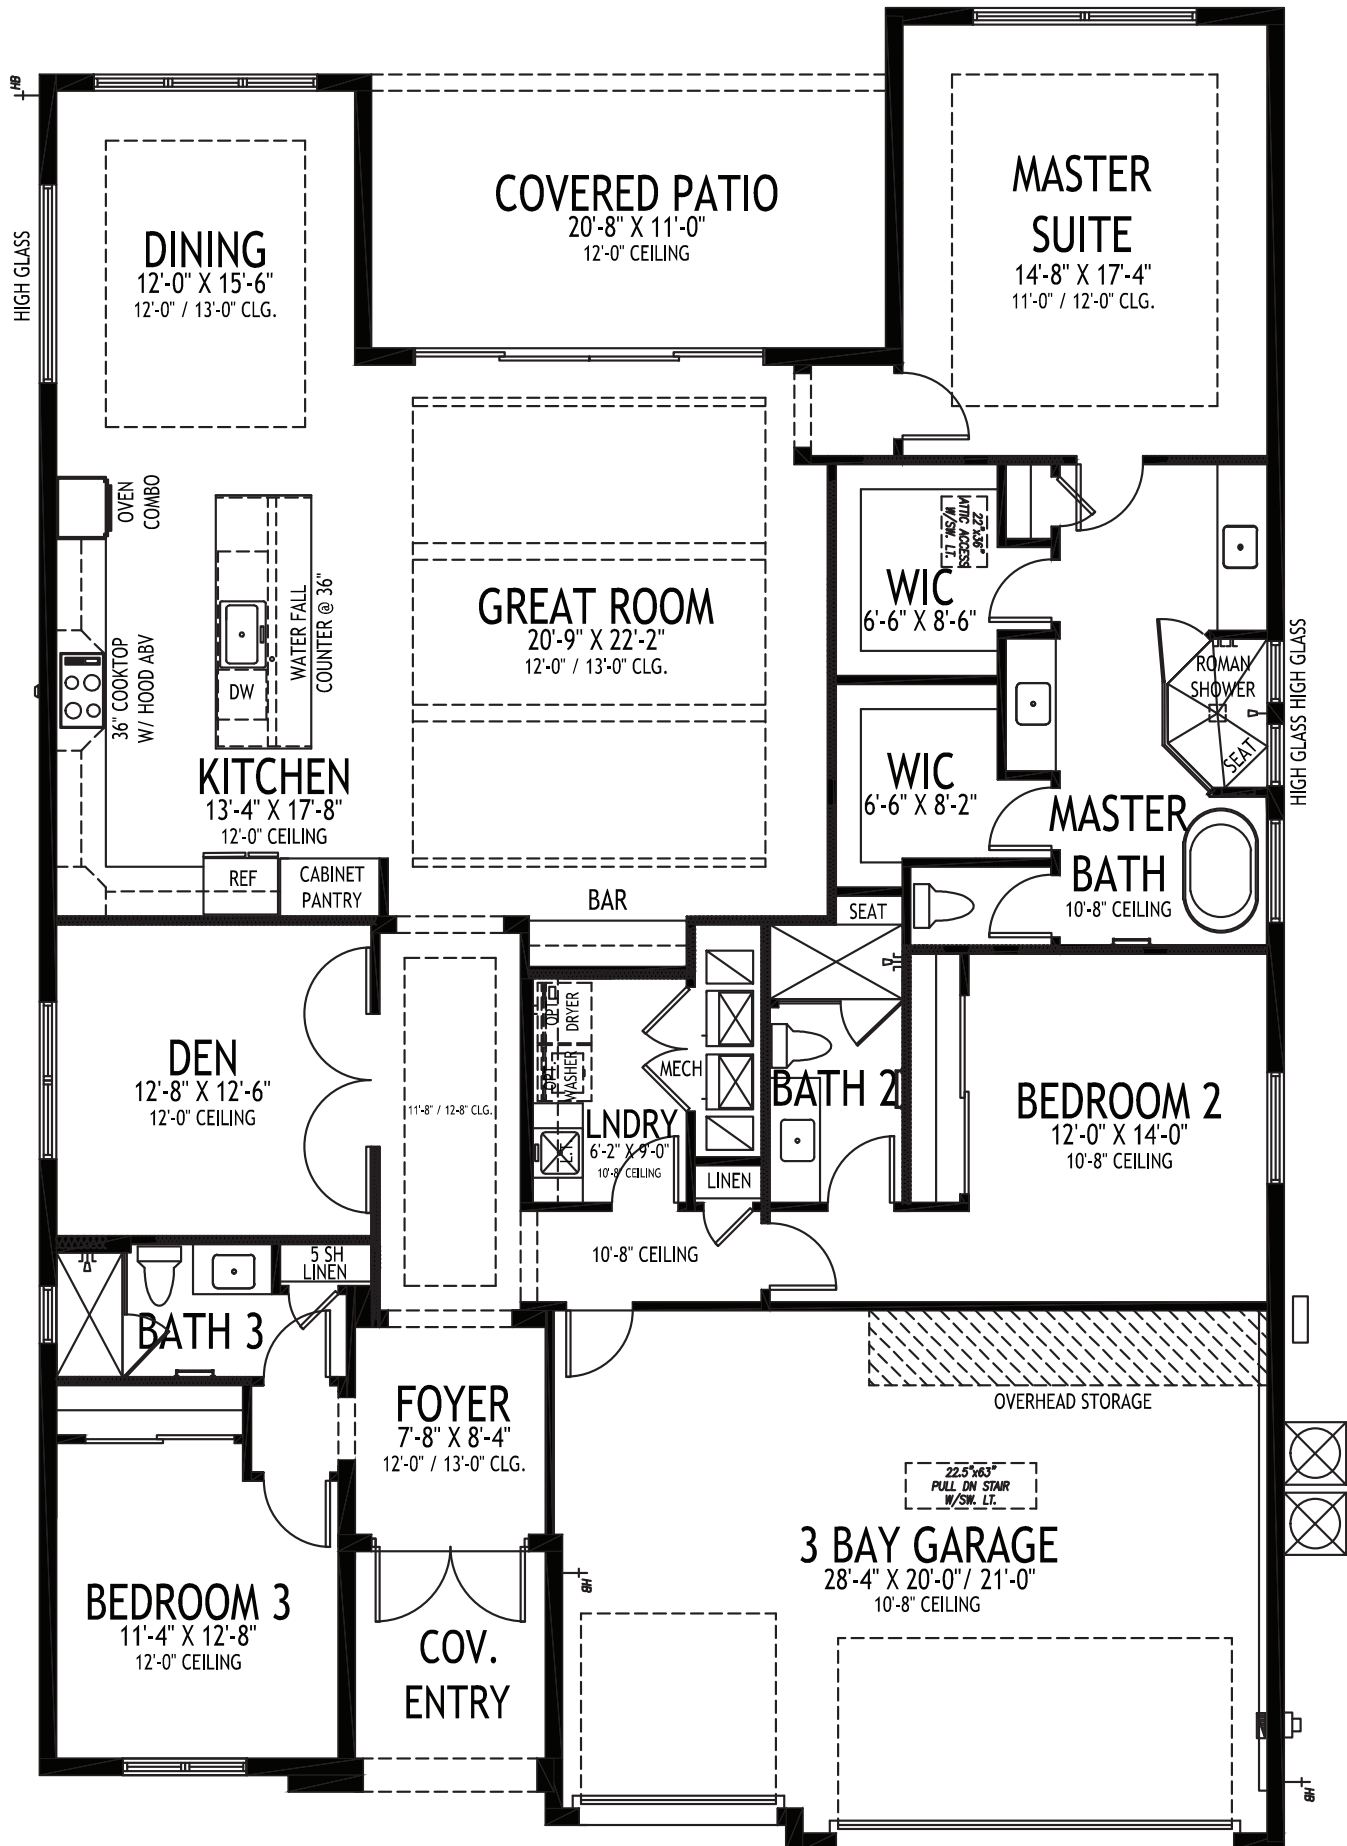 HB
HIGH GLASS
DINING
12'-0" X 15'-6"
12'-0" / 13'-0" CLG.
COVERED PATIO
20'-8" X 11'-0"
12'-0" CEILING
MASTER
SUITE
14'-8" X 17'-4"
11'-0" / 12'-0" CLG.
OVEN
COMBO
36" COOKTOP
W/ HOOD ABV
DW
WATER FALL
COUNTER @ 36"
KITCHEN
13'-4" X 17'-8"
12'-0" CEILING
REF
CABINET
PANTRY
GREAT ROOM
20'-9" X 22'-2"
12'-0" / 13'-0" CLG.
BAR
22"x36"
ATTIC ACCESS
W/SW. LT.
WIC
6'-6" X 8'-6"
WIC
6'-6" X 8'-2"
ROMAN
SHOWER
SEAT
HIGH GLASS
HIGH GLASS
MASTER
BATH
10'-8" CEILING
SEAT
DEN
12'-8" X 12'-6"
12'-0" CEILING
11'-8" / 12'-8" CLG.
OPT.
DRYER
OPT.
WASHER
MECH
LNDRY
6'-2" X 9'-0"
10'-8" CEILING
L.T.
LINEN
BATH 2
BEDROOM 2
12'-0" X 14'-0"
10'-8" CEILING
10'-8" CEILING
5 SH
LINEN
BATH 3
FOYER
7'-8" X 8'-4"
12'-0" / 13'-0" CLG.
OVERHEAD STORAGE
22.5"x63"
PULL DN STAIR
W/SW. LT.
3 BAY GARAGE
28'-4" X 20'-0"/ 21'-0"
10'-8" CEILING
HB
BEDROOM 3
11'-4" X 12'-8"
12'-0" CEILING
COV.
ENTRY
HB